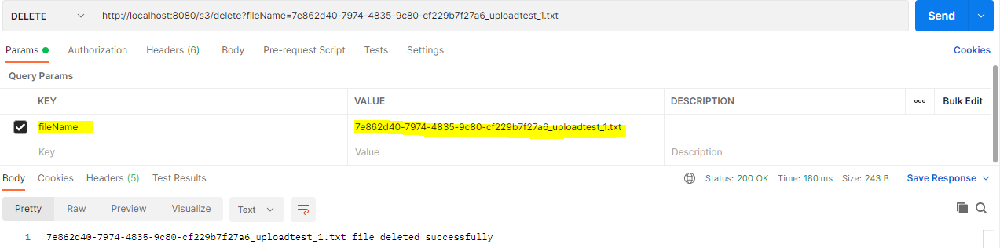 DELETE http://localhost:8080/s3/delete?fileName=7e862d40-7974-4835-9c80-cf229b7f27a6_uploadtest_1.txt Send
Params Authorization Headers (6) Body Pre-request Script Tests Settings Cookies
Query Params
KEY VALUE DESCRIPTION ooo Bulk Edit
fileName 7e862d40-7974-4835-9c80-cf229b7f27a6_uploadtest_1.txt
Key Value Description
Body Cookies Headers (5) Test Results Status: 200 OK Time: 180 ms Size: 243 B Save Response
Pretty Raw Preview Visualize Text
1 7e862d40-7974-4835-9c80-cf229b7f27a6_uploadtest_1.txt file deleted successfully